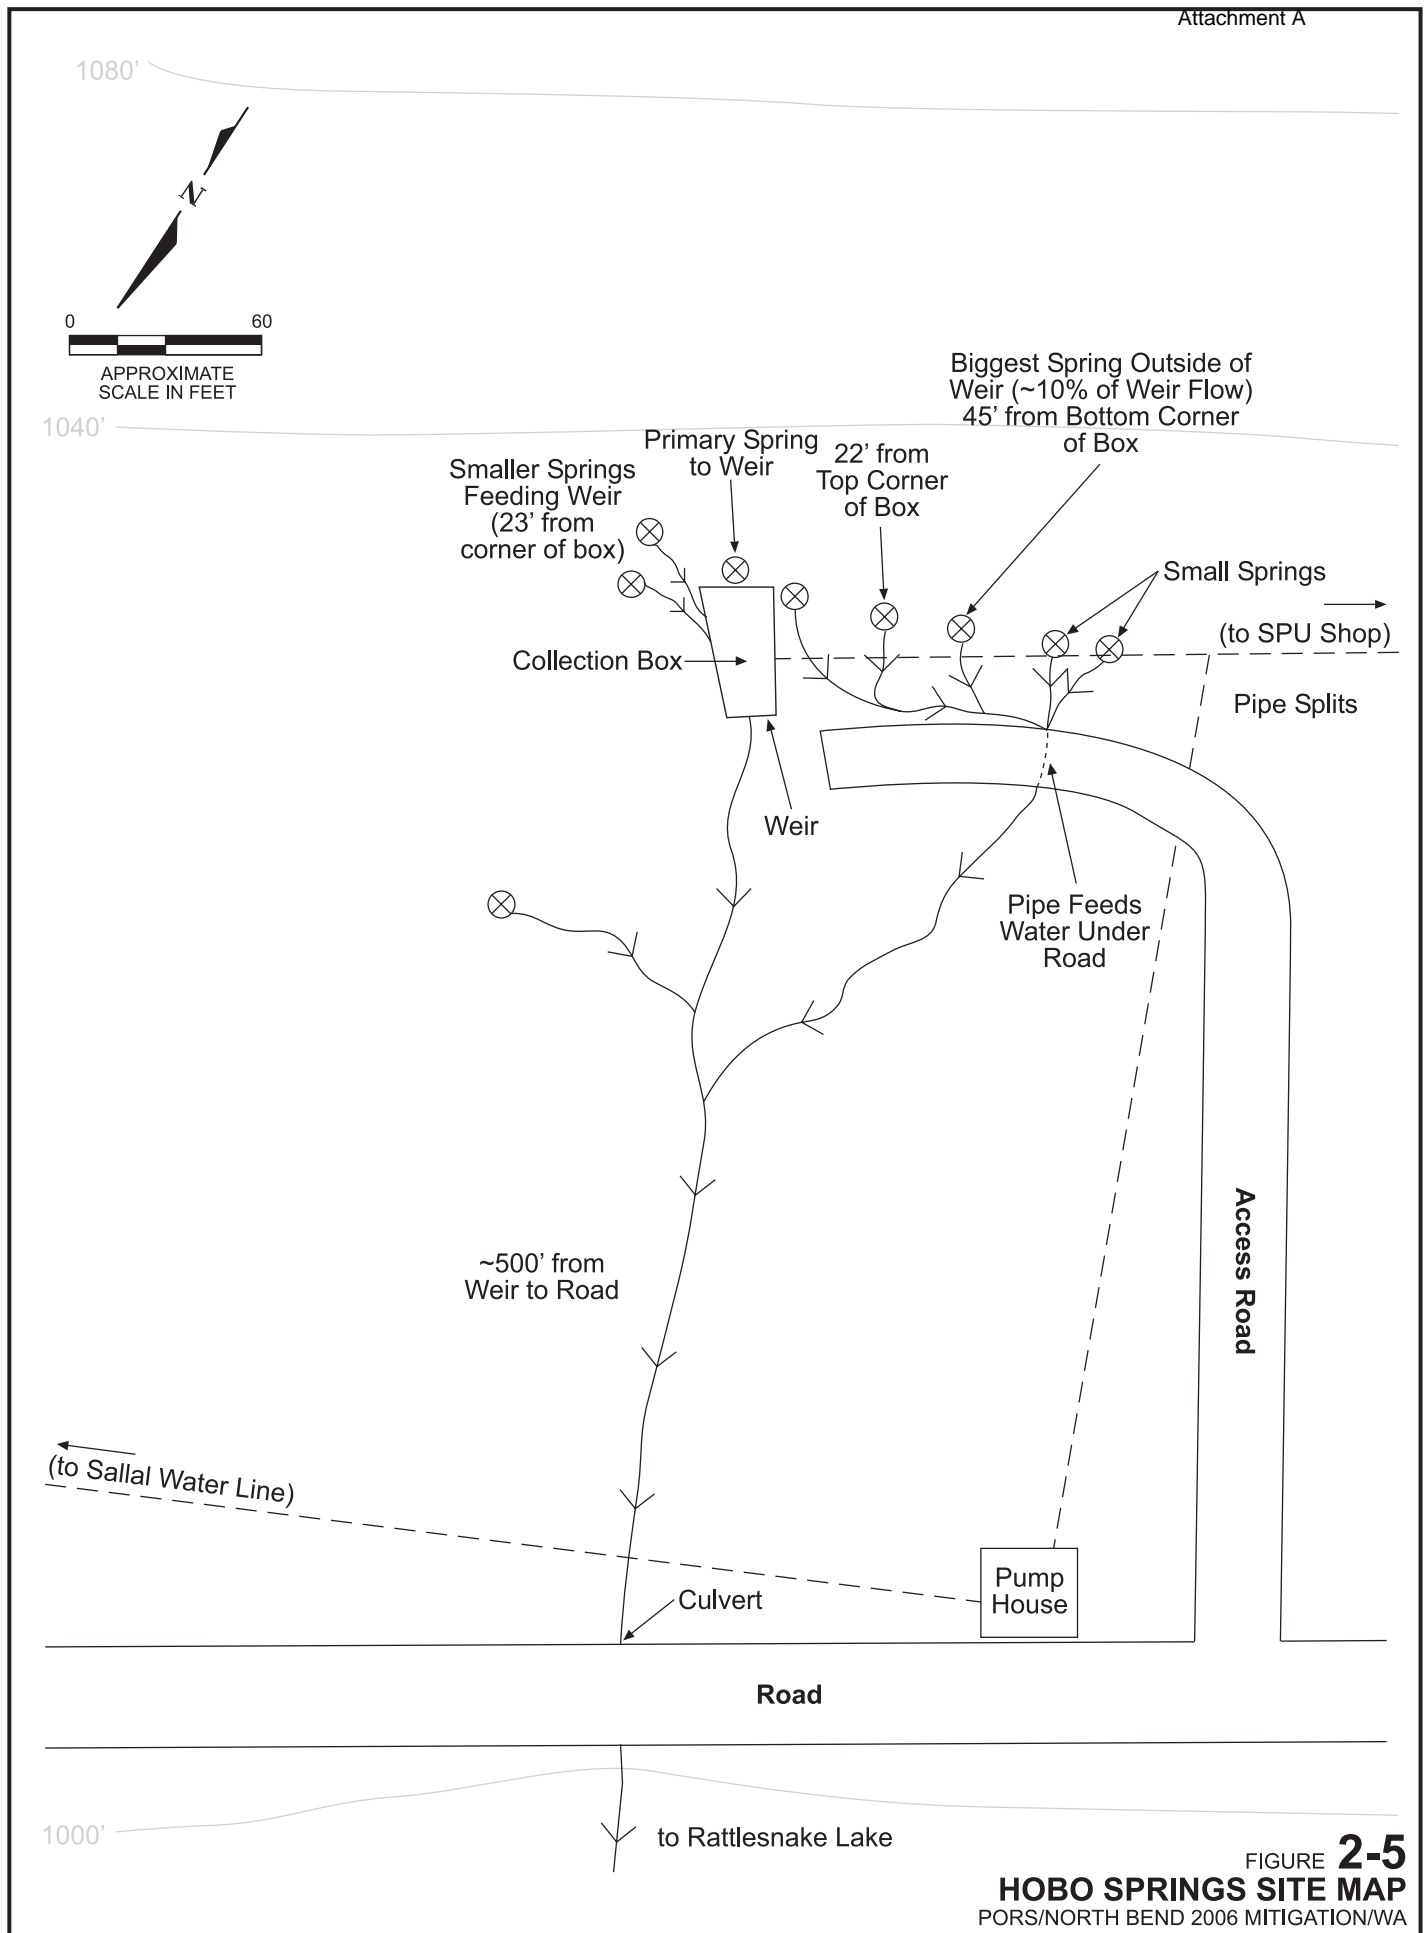 Attachment A
1080’
N
0 60
APPROXIMATE
SCALE IN FEET
1040’
Biggest Spring Outside of
Weir (~10% of Weir Flow)
45’ from Bottom Corner
of Box
Primary Spring
to Weir
22’ from
Top Corner
of Box
Smaller Springs
Feeding Weir
(23’ from
corner of box)
Small Springs
(to SPU Shop)
Collection Box
Pipe Splits
Weir
Pipe Feeds
Water Under
Road
Access Road
~500’ from
Weir to Road
(to Sallal Water Line)
Pump
House
Culvert
Road
1000’
to Rattlesnake Lake
FIGURE 2-5
HOBO SPRINGS SITE MAP
PORS/NORTH BEND 2006 MITIGATION/WA